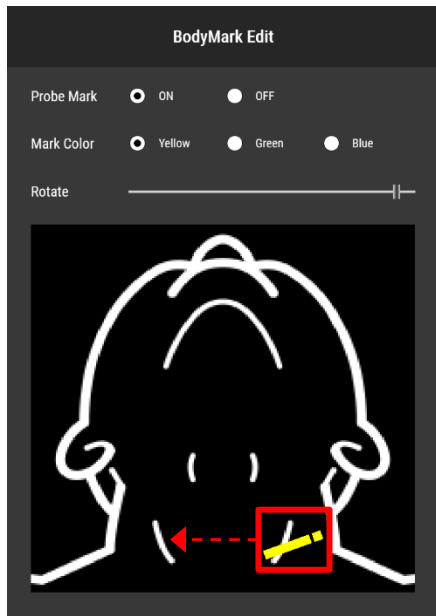 BodyMark Edit
Probe Mark ON OFF
Mark Color Yellow Green Blue
Rotate